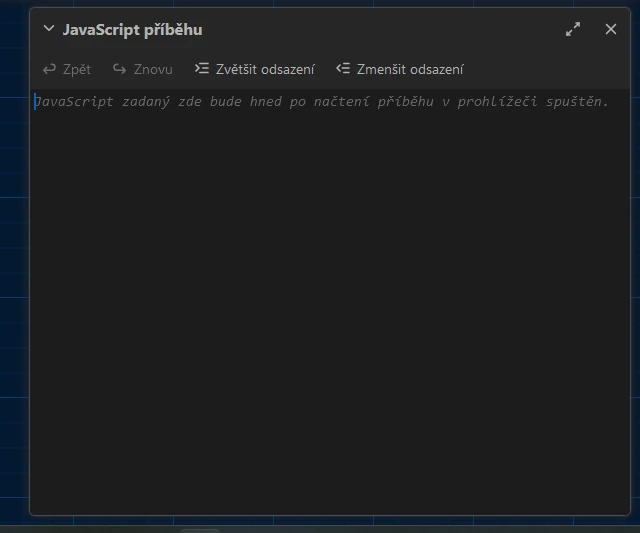 JavaScript příběhu
Zpět Znovu Zvětšit odsazení Zmenšit odsazení
JavaScript zadaný zde bude hned po načtení příběhu v prohlížeči spuštěn.